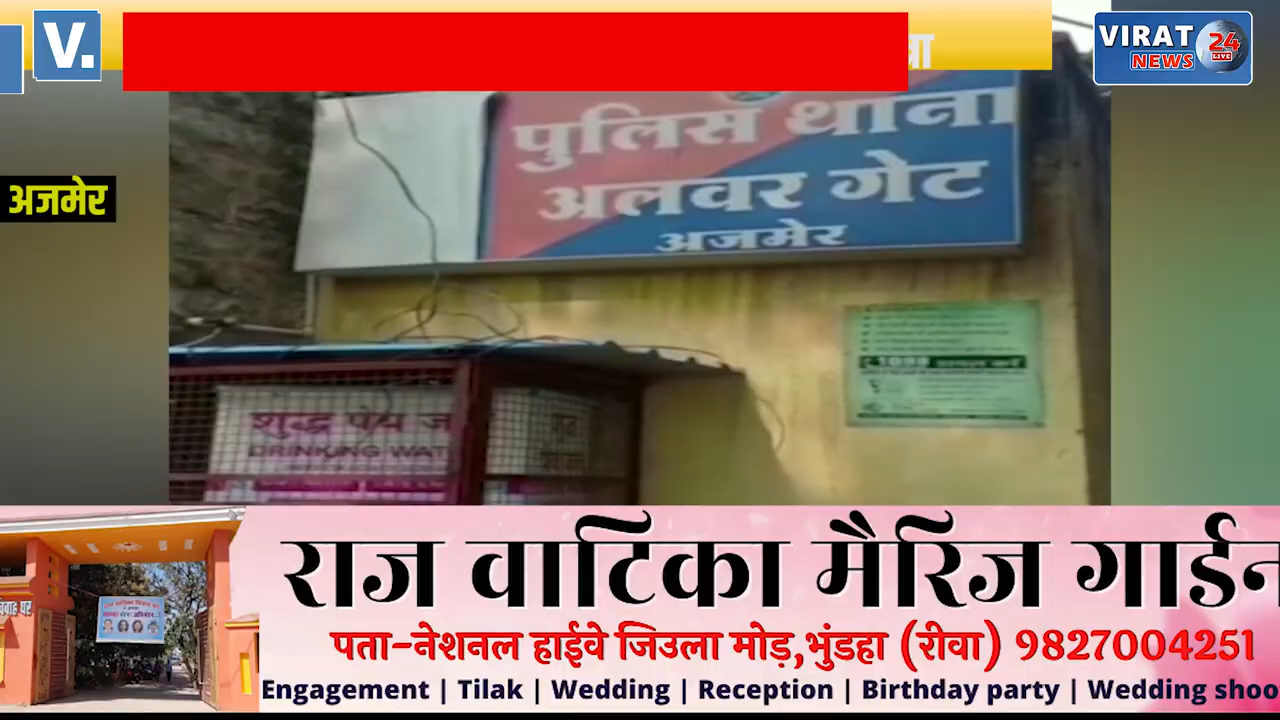 V.
VIRAT
24
NEWS
LIVE
पुलिस थाना
अलवर गेट
अजमेर
अजमेर
1099
शुद्ध पेय ज
DRINKING WAT
राज वाटिका मैरिज गार्डन
पता-नेशनल हाईवे जिउला मोड़,भुंडहा (रीवा) 9827004251
Engagement | Tilak | Wedding | Reception | Birthday party | Wedding shoo